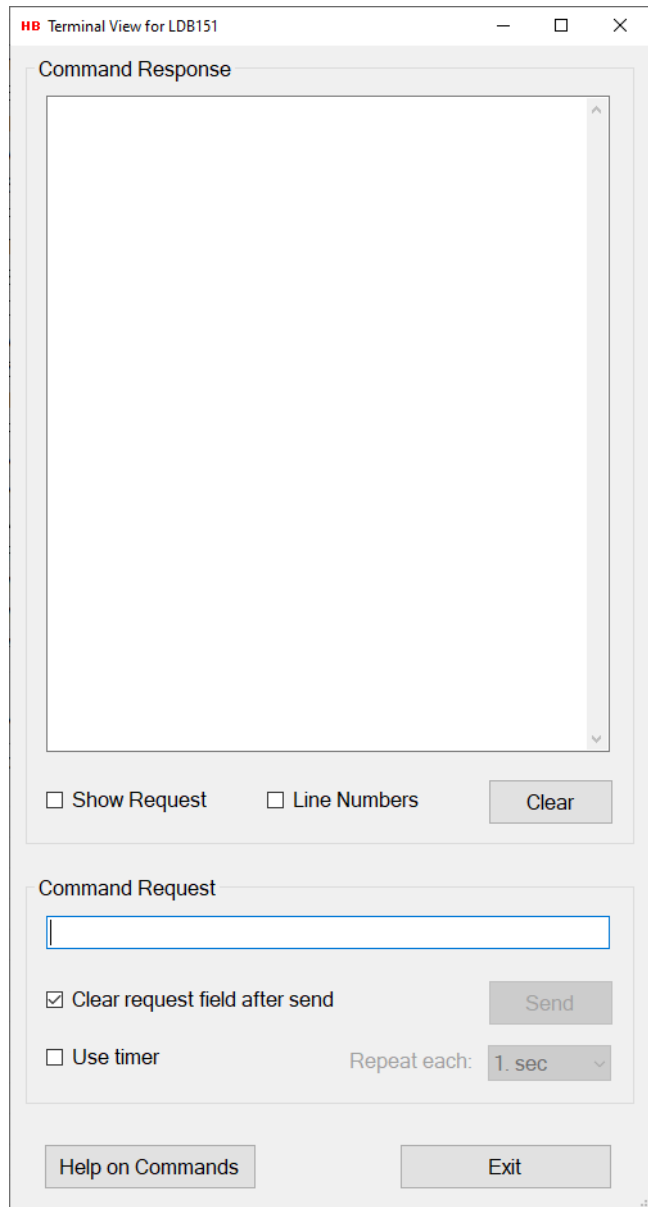 HB Terminal View for LDB151
Command Response
Show Request
Line Numbers
Clear
Command Request
Clear request field after send
Send
Use timer
Repeat each:
1. sec
Help on Commands
Exit